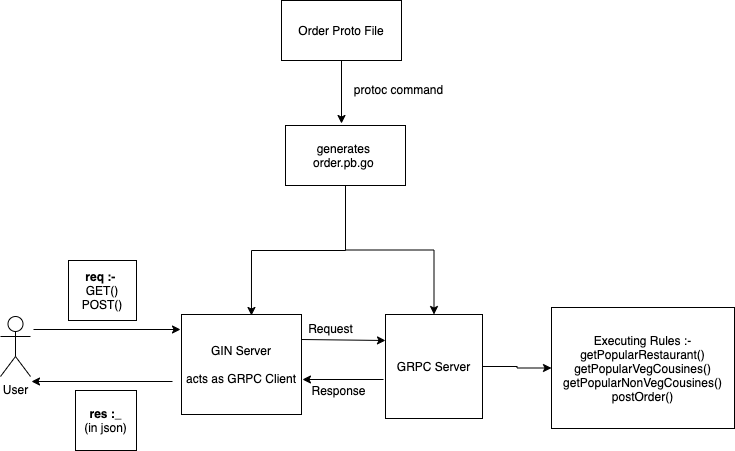 Order Proto File
protoc command
generates
order.pb.go
req :-
GET()
POST()
User
res :_
(in json)
GIN Server
acts as GRPC Client
Request
Response
GRPC Server
Executing Rules :-
getPopularRestaurant()
getPopularVegCousines()
getPopularNonVegCousines()
postOrder()